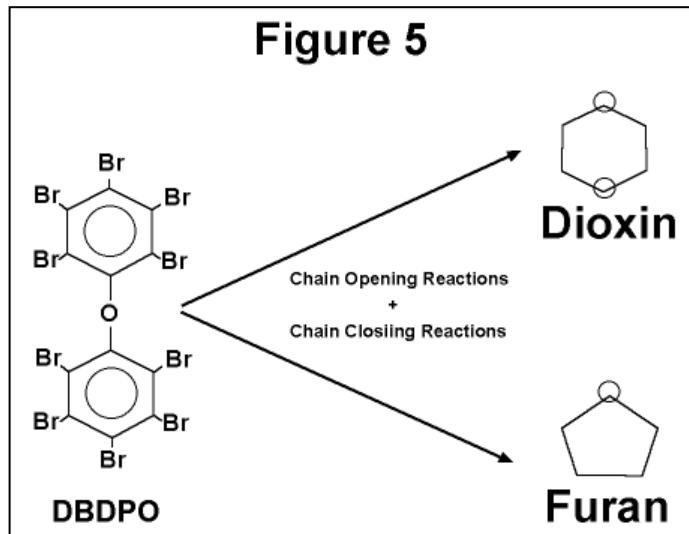 Figure 5
Br
Br Br
Br Br
O
Br Br
Br Br
Br
DBDPO
Chain Opening Reactions
+
Chain Closiing Reactions
Dioxin
Furan